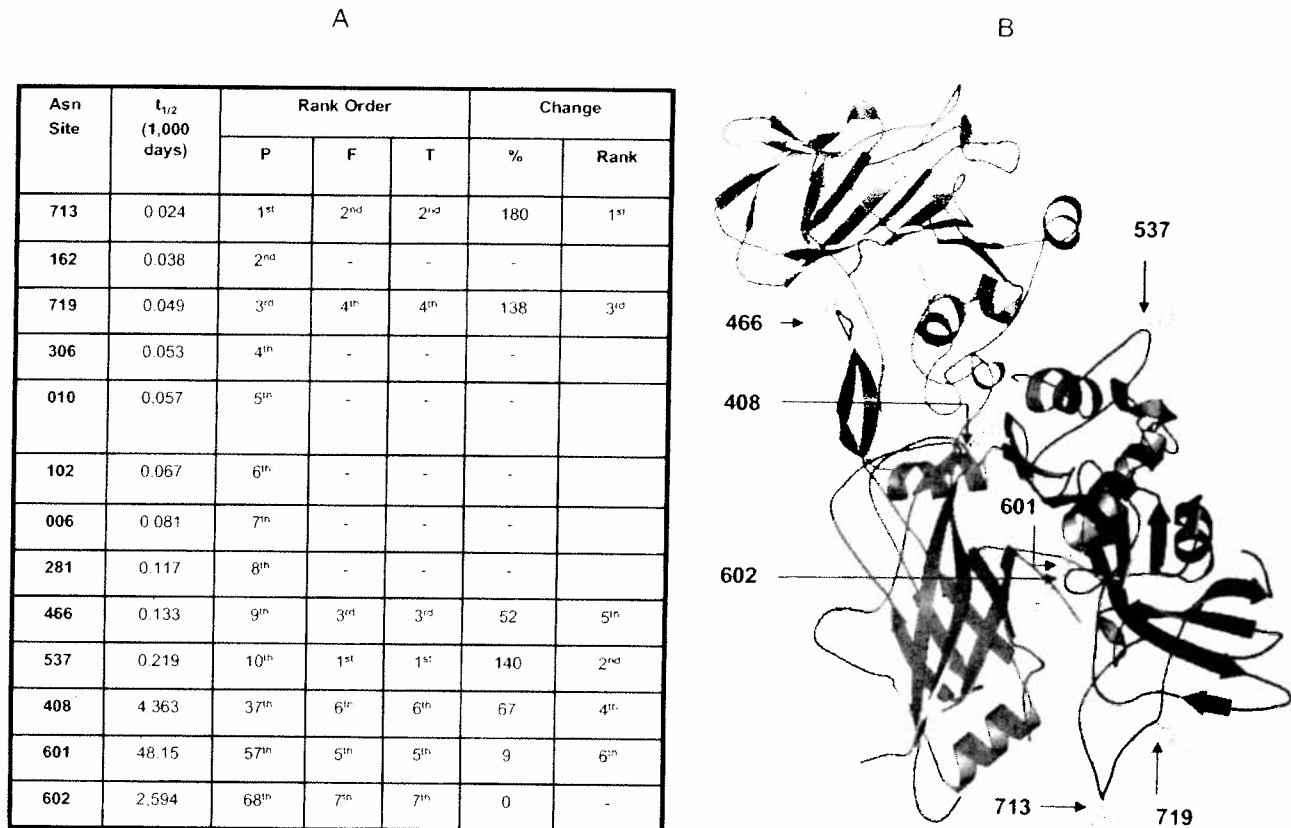 A
B
Asn Site | t1/2 (1,000 days) | Rank Order | Change
P | F | T | % | Rank
713 | 0.024 | 1st | 2nd | 2nd | 180 | 1st
162 | 0.038 | 2nd | - | - | -
719 | 0.049 | 3rd | 4th | 4th | 138 | 3rd
306 | 0.053 | 4th | - | - | -
010 | 0.057 | 5th | - | - | -
102 | 0.067 | 6th | - | - | -
006 | 0.081 | 7th | - | - | -
281 | 0.117 | 8th | - | - | -
466 | 0.133 | 9th | 3rd | 3rd | 52 | 5th
537 | 0.219 | 10th | 1st | 1st | 140 | 2nd
408 | 4.363 | 37th | 6th | 6th | 67 | 4th
601 | 48.15 | 57th | 5th | 5th | 9 | 6th
602 | 2,594 | 68th | 7th | 7th | 0 | -
537
466
408
601
602
713
719